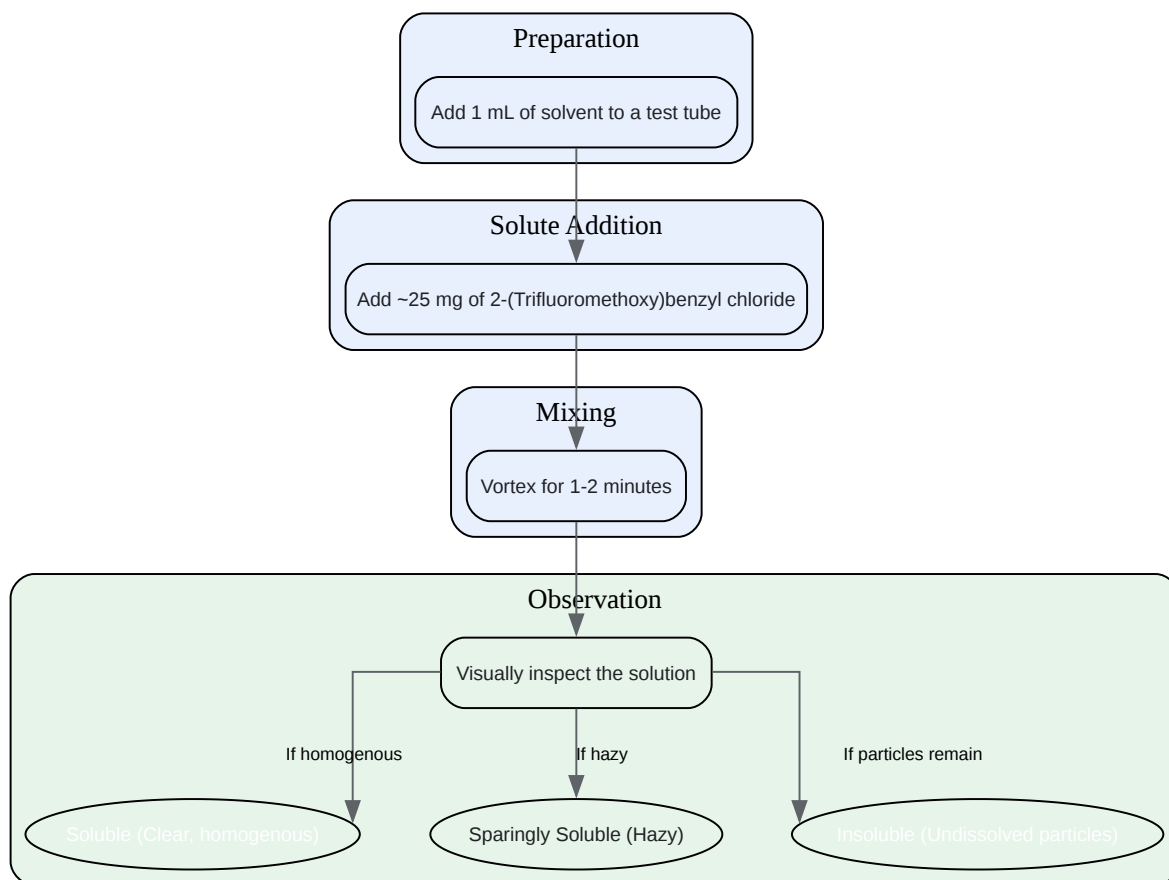 Preparation
Add 1 mL of solvent to a test tube
Solute Addition
Add ~25 mg of 2-(Trifluoromethoxy)benzyl chloride
Mixing
Vortex for 1-2 minutes
Observation
Visually inspect the solution
If homogenous
If hazy
If particles remain
Soluble (Clear, homogenous)
Sparingly Soluble (Hazy)
Insoluble (Undissolved particles)